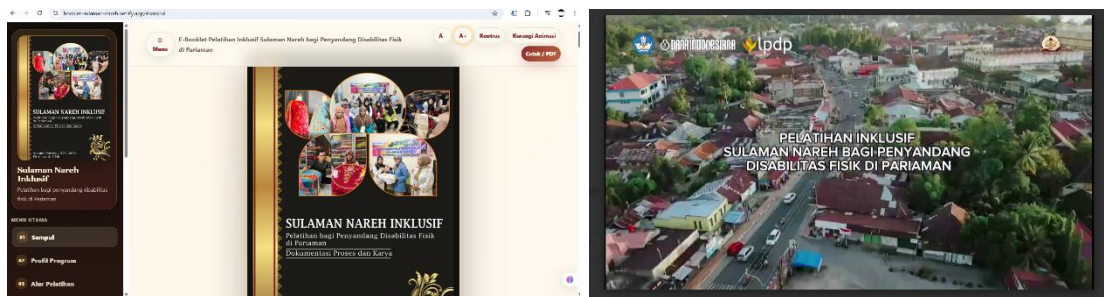 E-Booklet Pelatihan Inklusif Sulaman Nareh bagi Penyandang Disabilitas Fisik
di Pariaman
Menu
A
A+
Kontras
Kurangi Animasi
Cetak / PDF
SULAMAN NAREH INKLUSIF
Sulaman Nareh
Inklusif
Pelatihan bagi penyandang disabilitas
fisik di Pariaman
MENU UTAMA
01 Sampul
02 Profil Program
03 Alur Pelatihan
SULAMAN NAREH INKLUSIF
Pelatihan bagi Penyandang Disabilitas Fisik
di Pariaman
Dokumentasi Proses dan Karya
DANA INDONESIANA
lpdp
PELATIHAN INKLUSIF
SULAMAN NAREH BAGI PENYANDANG
DISABILITAS FISIK DI PARIAMAN